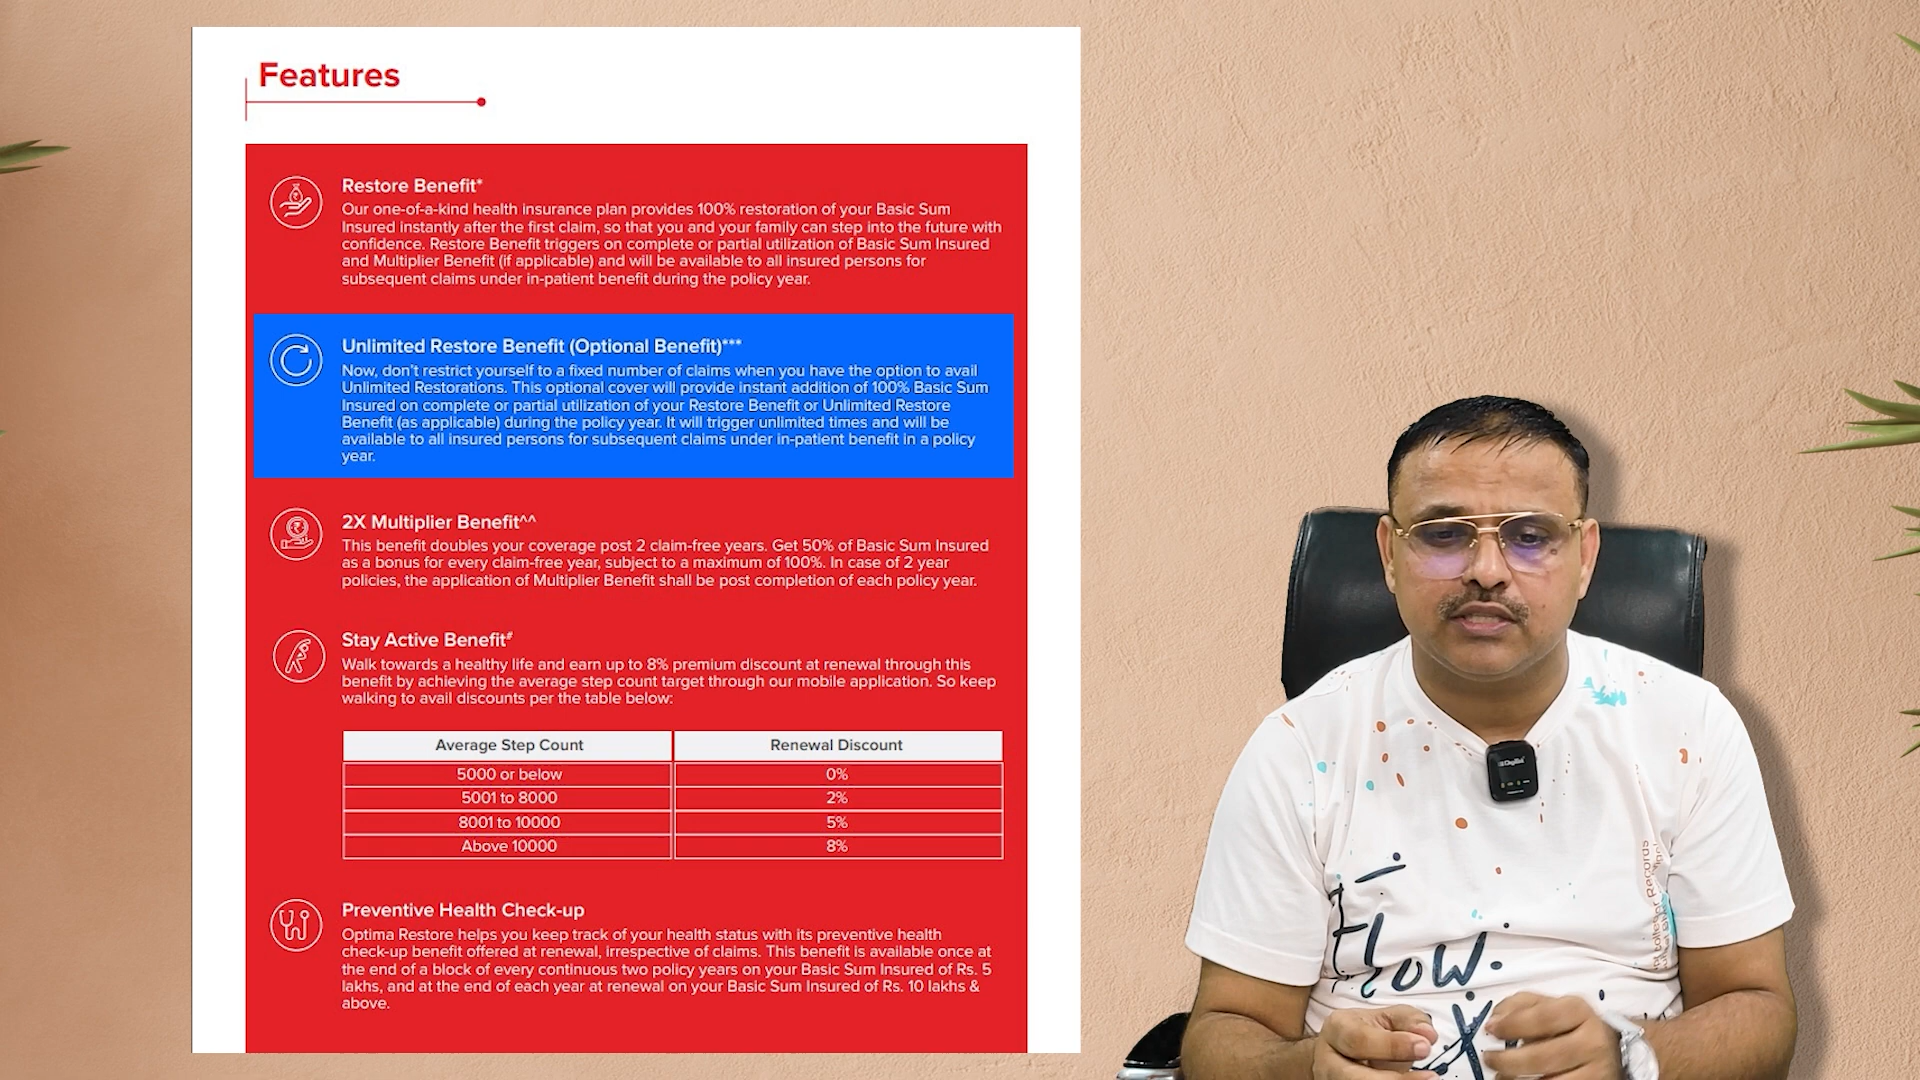 Features
Restore Benefit*
Our one-of-a-kind health insurance plan provides 100% restoration of your Basic Sum
Insured instantly after the first claim, so that you and your family can step into the future with
confidence. Restore Benefit triggers on complete or partial utilization of Basic Sum Insured
and Multiplier Benefit (if applicable) and will be available to all insured persons for
subsequent claims under in-patient benefit during the policy year.
Unlimited Restore Benefit (Optional Benefit)***
Now, don't restrict yourself to a fixed number of claims when you have the option to avail
Unlimited Restorations. This optional cover will provide instant addition of 100% Basic Sum
Insured on complete or partial utilization of your Restore Benefit or Unlimited Restore
Benefit (as applicable) during the policy year. It will trigger unlimited times and will be
available to all insured persons for subsequent claims under in-patient benefit in a policy
year.
2X Multiplier Benefit^^
This benefit doubles your coverage post 2 claim-free years. Get 50% of Basic Sum Insured
as a bonus for every claim-free year, subject to a maximum of 100%. In case of 2 year
policies, the application of Multiplier Benefit shall be post completion of each policy year.
Stay Active Benefit#
Walk towards a healthy life and earn up to 8% premium discount at renewal through this
benefit by achieving the average step count target through our mobile application. So keep
walking to avail discounts per the table below:
Average Step Count Renewal Discount
5000 or below 0%
5001 to 8000 2%
8001 to 10000 5%
Above 10000 8%
Preventive Health Check-up
Optima Restore helps you keep track of your health status with its preventive health
check-up benefit offered at renewal, irrespective of claims. This benefit is available once at
the end of a block of every continuous two policy years on your Basic Sum Insured of Rs. 5
lakhs, and at the end of each year at renewal on your Basic Sum Insured of Rs. 10 lakhs &
above.
Flow.
Records